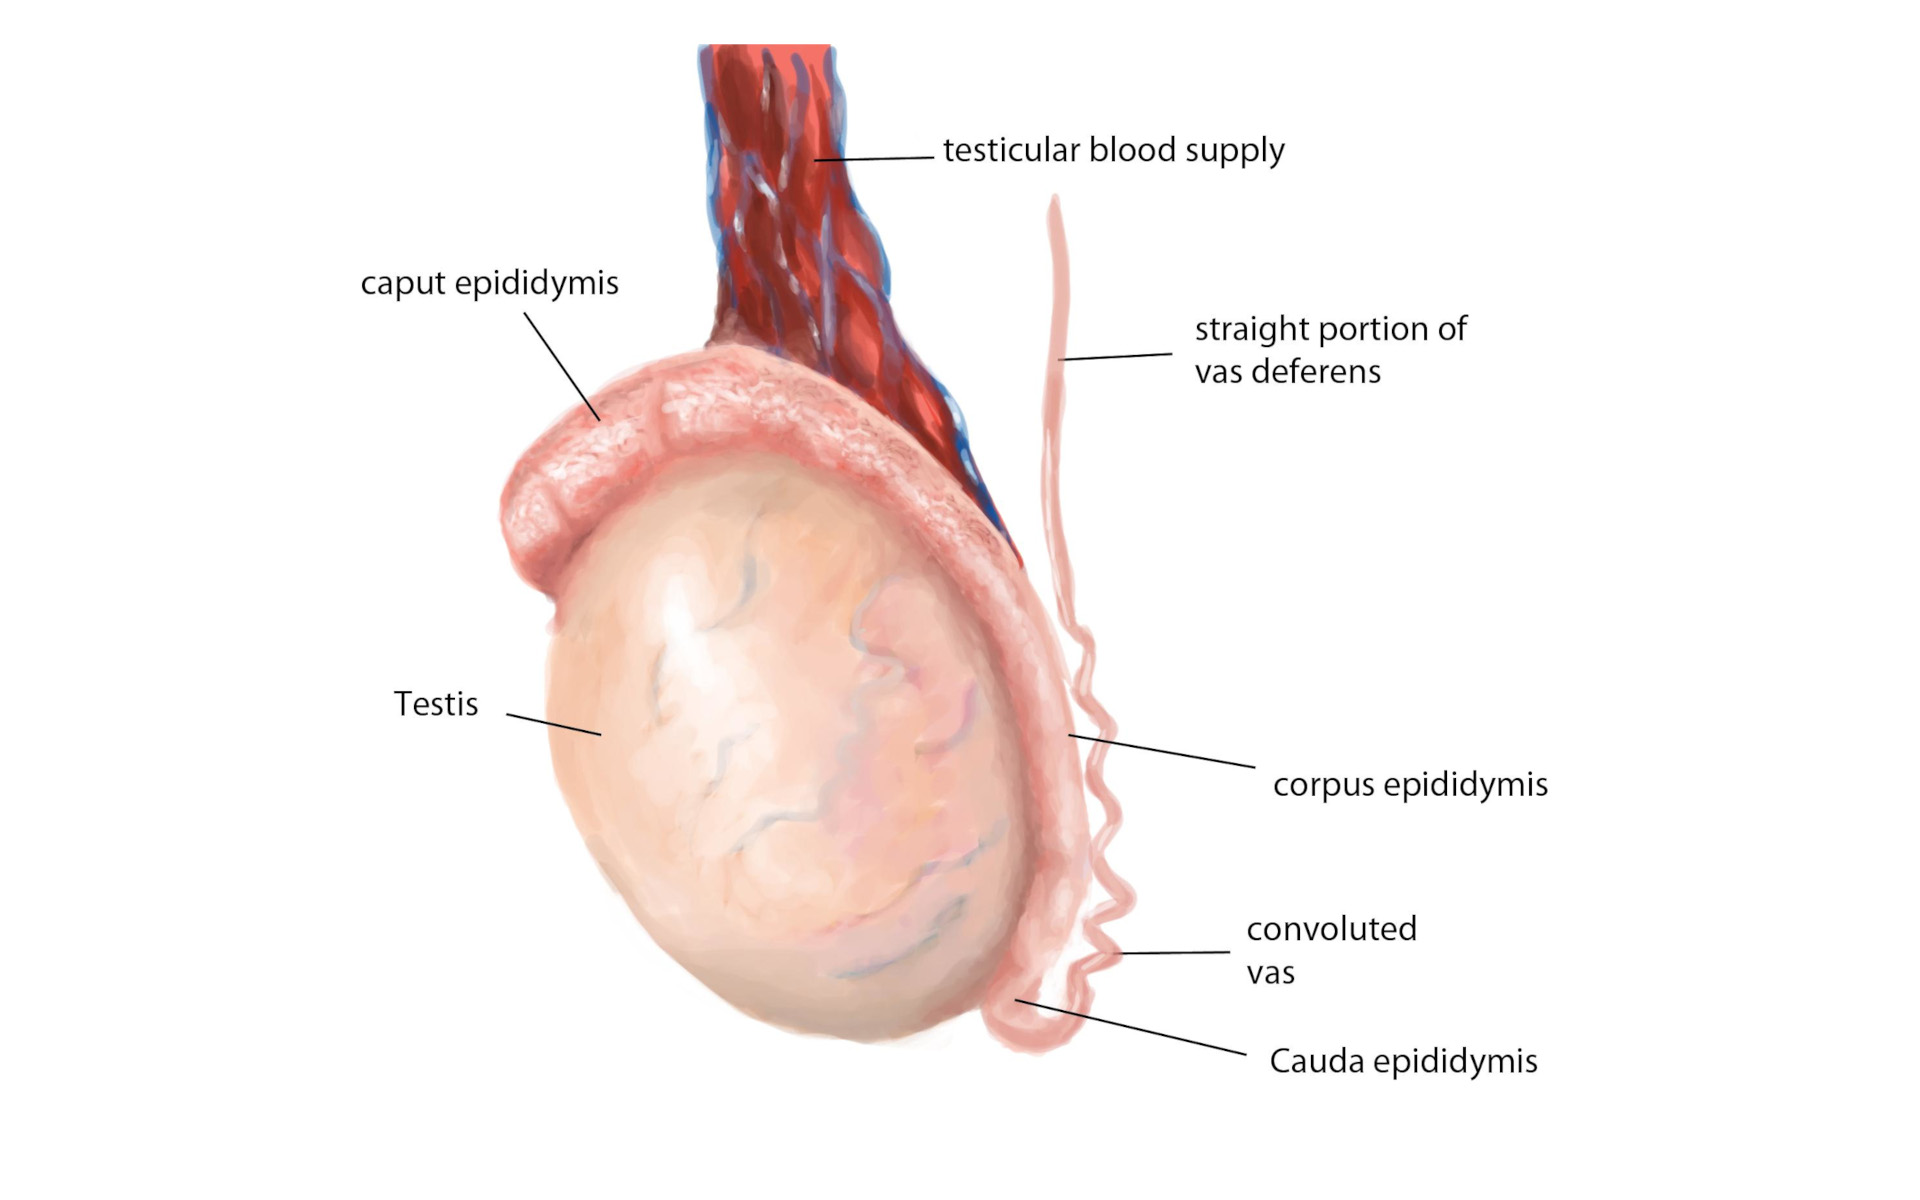 testicular blood supply
caput epididymis
straight portion of
vas deferens
Testis
corpus epididymis
convoluted
vas
Cauda epididymis